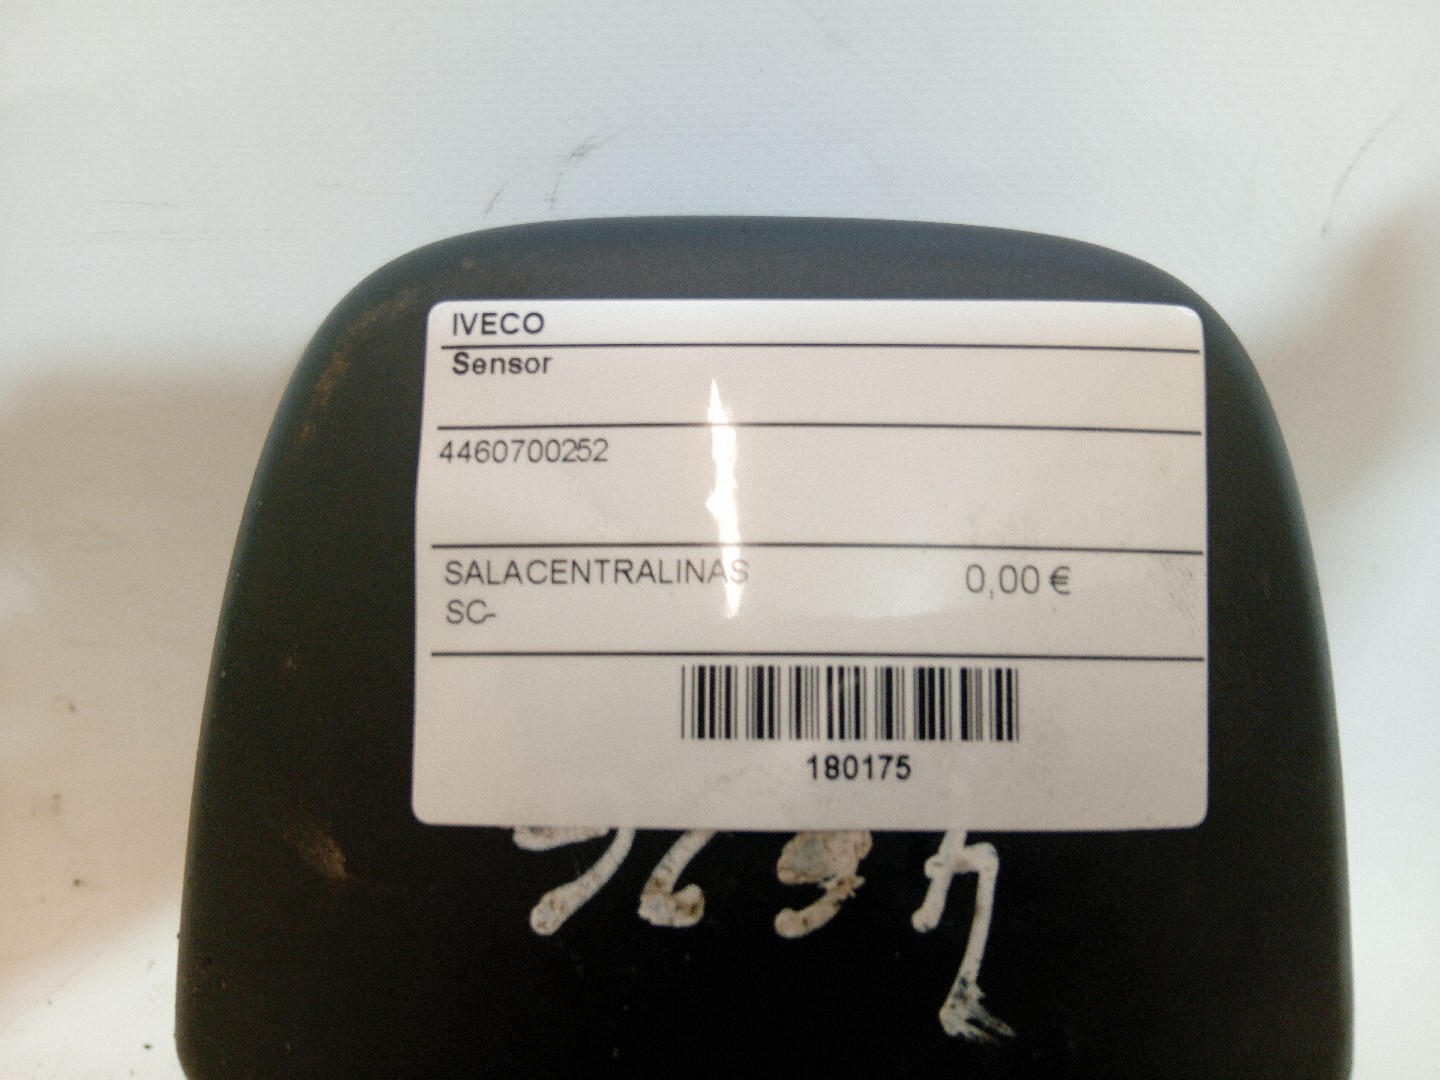 IVECO
Sensor
4460700252
SALACENTRALINAS 0,00 €
SC-
180175